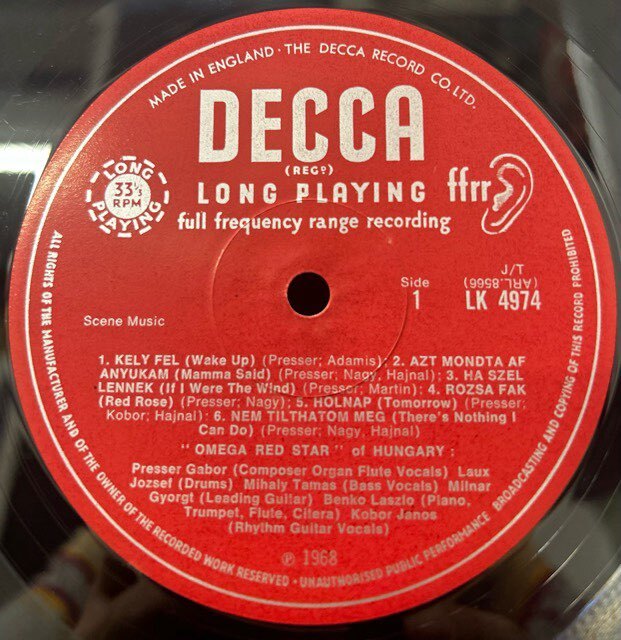 MADE IN ENGLAND · THE DECCA RECORD CO. LTD.
DECCA
(REGD)
LONG PLAYING
33⅓ RPM
LONG PLAYING
ffrr
full frequency range recording
T/J
Side (ARL.8566)
1 LK 4974
Scene Music
1. KELY FEL (Wake Up) (Presser; Adamis); 2. AZT MONDTA AF
ANYUKAM (Mamma Said) (Presser; Nagy, Hajnal); 3. HA SZEL
LENNEK (If I Were The Wind) (Presser; Martin); 4. ROZSA FAK
(Red Rose) (Presser; Nagy); 5. HOLNAP (Tomorrow) (Presser,
Kobor; Hajnal); 6. NEM TILTHATOM MEG (There's Nothing I
Can Do) (Presser; Nagy, Hajnal)
" OMEGA RED STAR " of HUNGARY :
Presser Gabor (Composer Organ Flute Vocals) Laux
Jozsef (Drums) Mihaly Tamas (Bass Vocals) Milnar
Gyorgt (Leading Guitar) Benko Laszlo (Piano,
Trumpet, Flute, Citera) Kobor Janos
(Rhythm Guitar Vocals)
℗ 1968
ALL RIGHTS OF THE MANUFACTURER AND OF THE OWNER OF THE RECORDED WORK RESERVED · UNAUTHORISED PUBLIC PERFORMANCE BROADCASTING AND COPYING OF THIS RECORD PROHIBITED